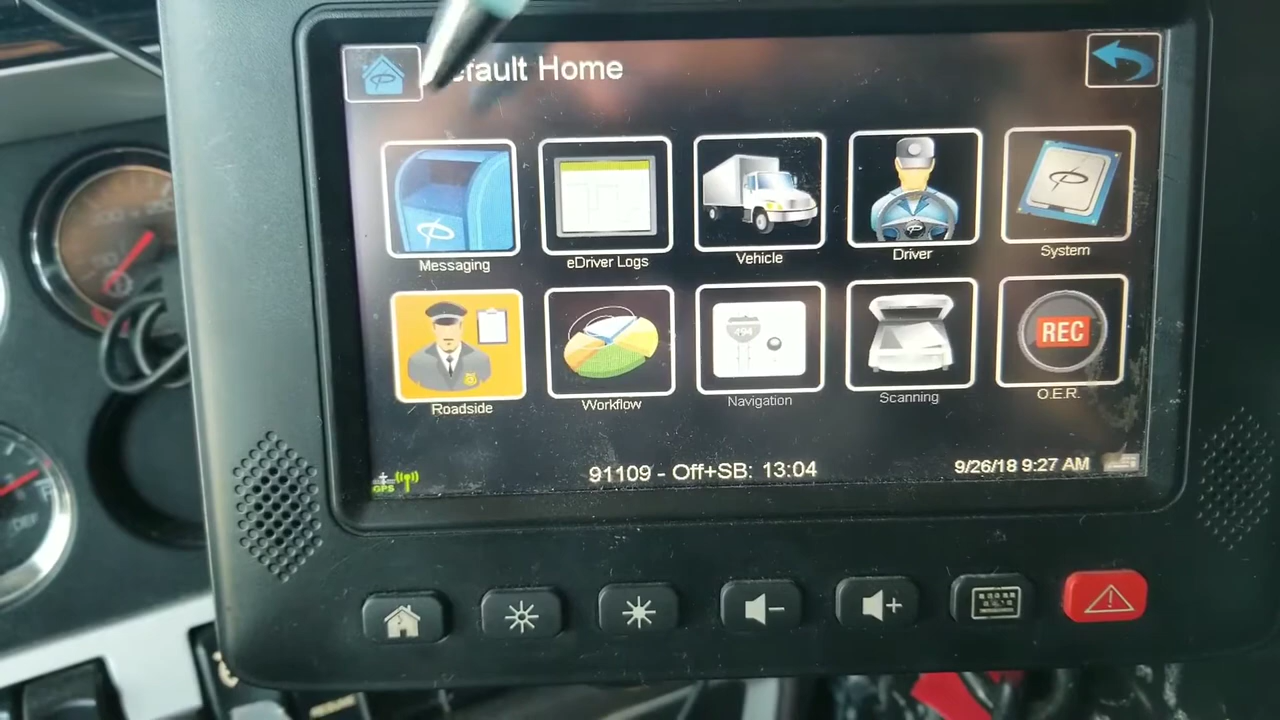 efault Home
Messaging
eDriver Logs
Vehicle
Driver
System
494
REC
Roadside
Workflow
Navigation
Scanning
O.E.R.
GPS
91109 - Off+SB: 13:04
9/26/18 9:27 AM